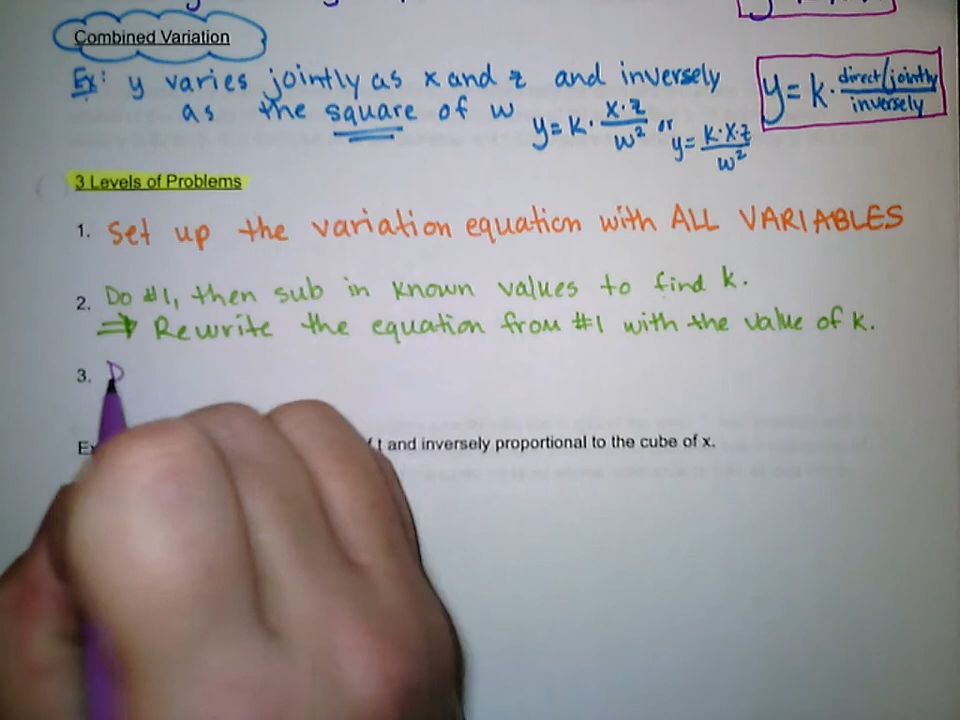 Combined Variation
Ex: y varies jointly as x and z and inversely
as the square of w
y = k · x·z / w² or y = k·x·z / w²
y = k · direct/jointly / inversely
3 Levels of Problems
1. Set up the variation equation with ALL VARIABLES
2. Do #1, then sub in known values to find k.
⇒ Rewrite the equation from #1 with the value of k.
3. D
t and inversely proportional to the cube of x.